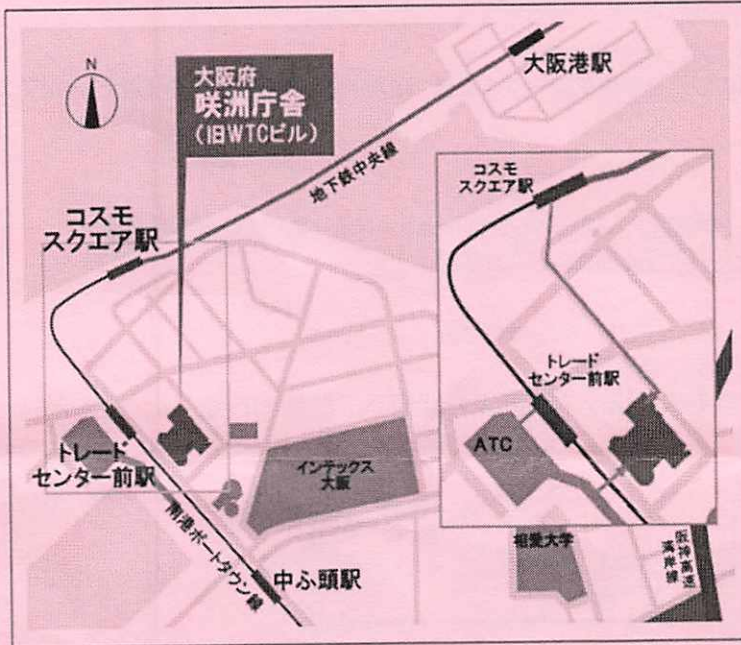 N
大阪府
咲洲庁舎
(旧WTCビル)
大阪港駅
地下鉄中央線
コスモ
スクエア駅
トレード
センター前駅
インテックス
大阪
南港ポートタウン線
中ふ頭駅
コスモ
スクエア駅
トレード
センター前駅
ATC
相愛大学
阪神高速
湾岸線